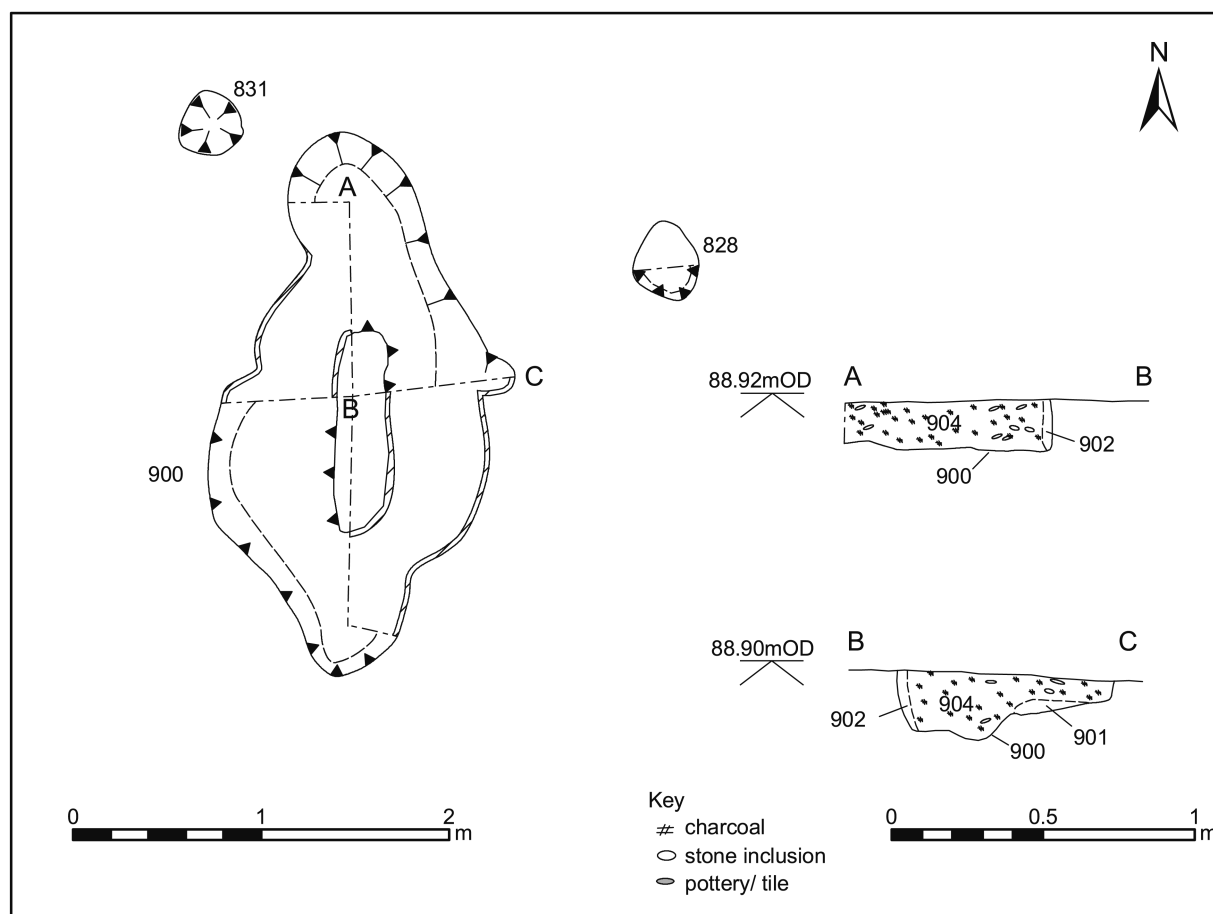 N
831
A
828
C
B
900
88.92mOD
A
B
904
902
900
88.90mOD
B
C
904
902
901
900
0 1 2
m
Key
charcoal
stone inclusion
pottery/ tile
0 0.5 1
m